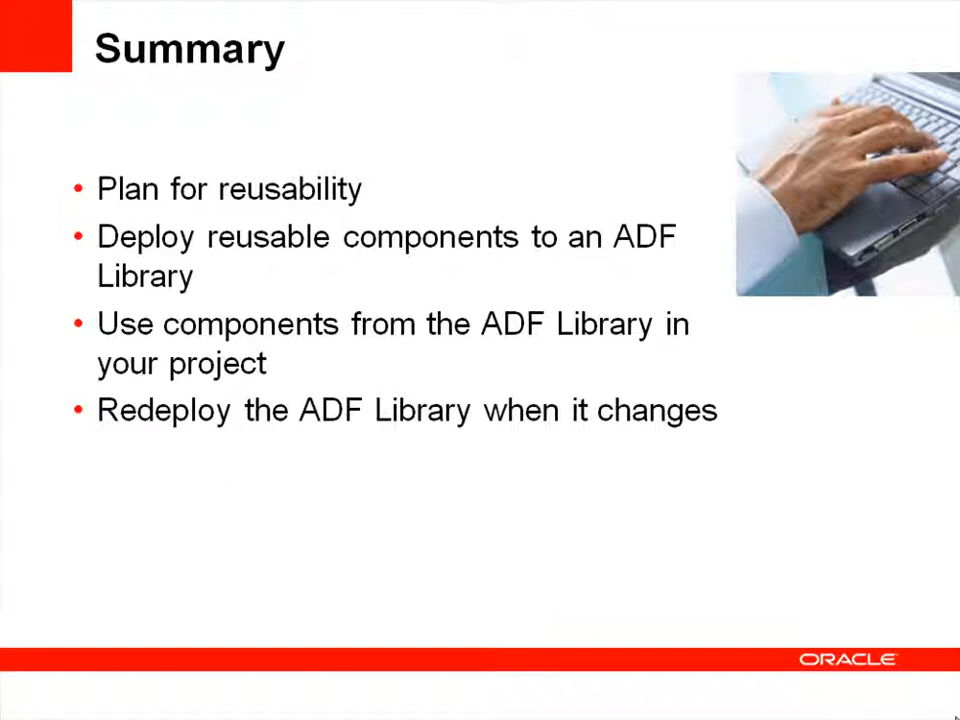 Summary
• Plan for reusability
• Deploy reusable components to an ADF
Library
• Use components from the ADF Library in
your project
• Redeploy the ADF Library when it changes
ORACLE